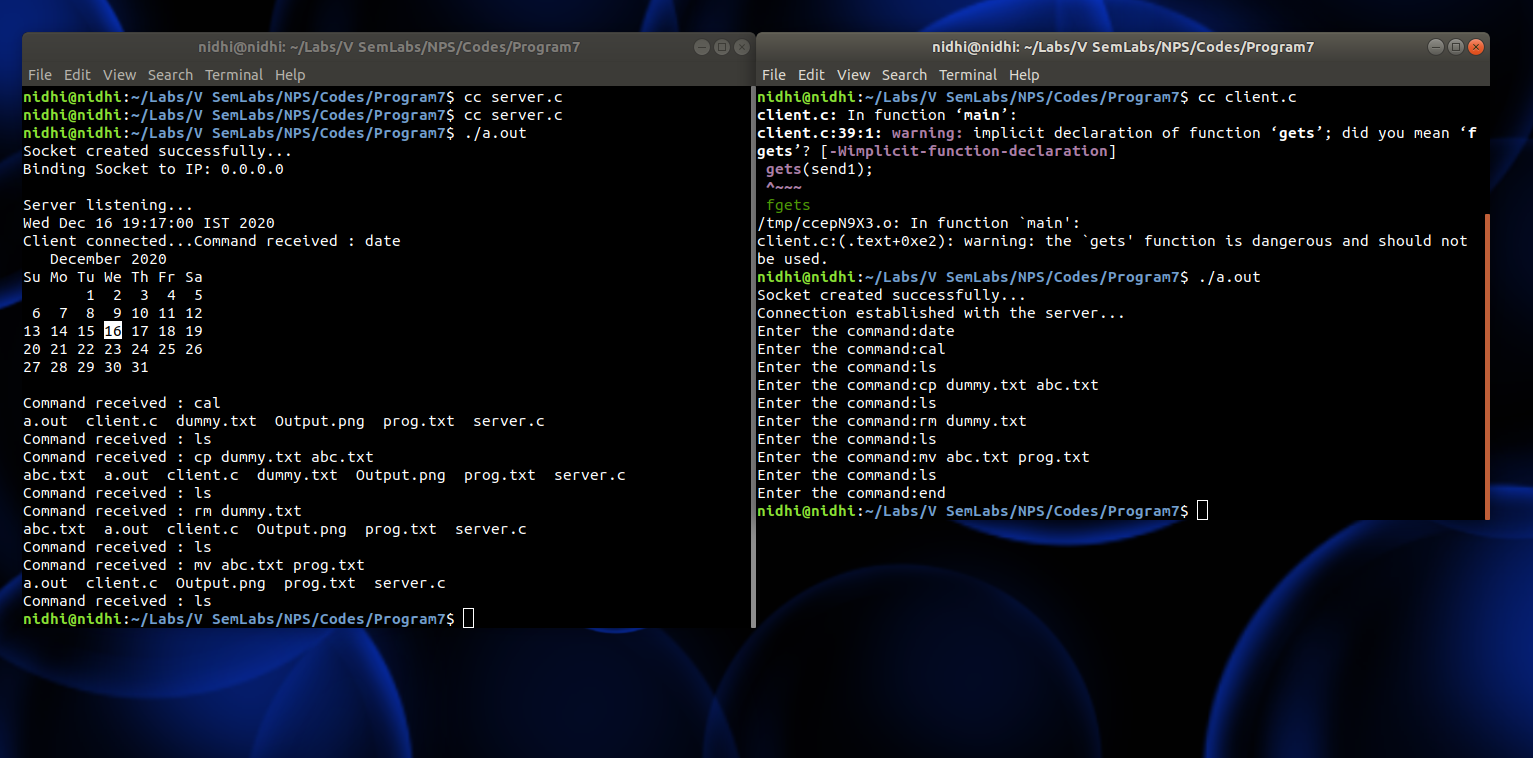 nidhi@nidhi: ~/Labs/V SemLabs/NPS/Codes/Program7
File Edit View Search Terminal Help
nidhi@nidhi:~/Labs/V SemLabs/NPS/Codes/Program7$ cc server.c
nidhi@nidhi:~/Labs/V SemLabs/NPS/Codes/Program7$ cc server.c
nidhi@nidhi:~/Labs/V SemLabs/NPS/Codes/Program7$ ./a.out
Socket created successfully...
Binding Socket to IP: 0.0.0.0

Server listening...
Wed Dec 16 19:17:00 IST 2020
Client connected...Command received : date
   December 2020
Su Mo Tu We Th Fr Sa
       1  2  3  4  5
 6  7  8  9 10 11 12
13 14 15 16 17 18 19
20 21 22 23 24 25 26
27 28 29 30 31

Command received : cal
a.out  client.c  dummy.txt  Output.png  prog.txt  server.c
Command received : ls
Command received : cp dummy.txt abc.txt
abc.txt  a.out  client.c  dummy.txt  Output.png  prog.txt  server.c
Command received : ls
Command received : rm dummy.txt
abc.txt  a.out  client.c  Output.png  prog.txt  server.c
Command received : ls
Command received : mv abc.txt prog.txt
a.out  client.c  Output.png  prog.txt  server.c
Command received : ls
nidhi@nidhi:~/Labs/V SemLabs/NPS/Codes/Program7$
nidhi@nidhi: ~/Labs/V SemLabs/NPS/Codes/Program7
File Edit View Search Terminal Help
nidhi@nidhi:~/Labs/V SemLabs/NPS/Codes/Program7$ cc client.c
client.c: In function ‘main’:
client.c:39:1: warning: implicit declaration of function ‘gets’; did you mean ‘f
gets’? [-Wimplicit-function-declaration]
 gets(send1);
 ^~~~
 fgets
/tmp/ccepN9X3.o: In function `main':
client.c:(.text+0xe2): warning: the `gets' function is dangerous and should not
be used.
nidhi@nidhi:~/Labs/V SemLabs/NPS/Codes/Program7$ ./a.out
Socket created successfully...
Connection established with the server...
Enter the command:date
Enter the command:cal
Enter the command:ls
Enter the command:cp dummy.txt abc.txt
Enter the command:ls
Enter the command:rm dummy.txt
Enter the command:ls
Enter the command:mv abc.txt prog.txt
Enter the command:ls
Enter the command:end
nidhi@nidhi:~/Labs/V SemLabs/NPS/Codes/Program7$